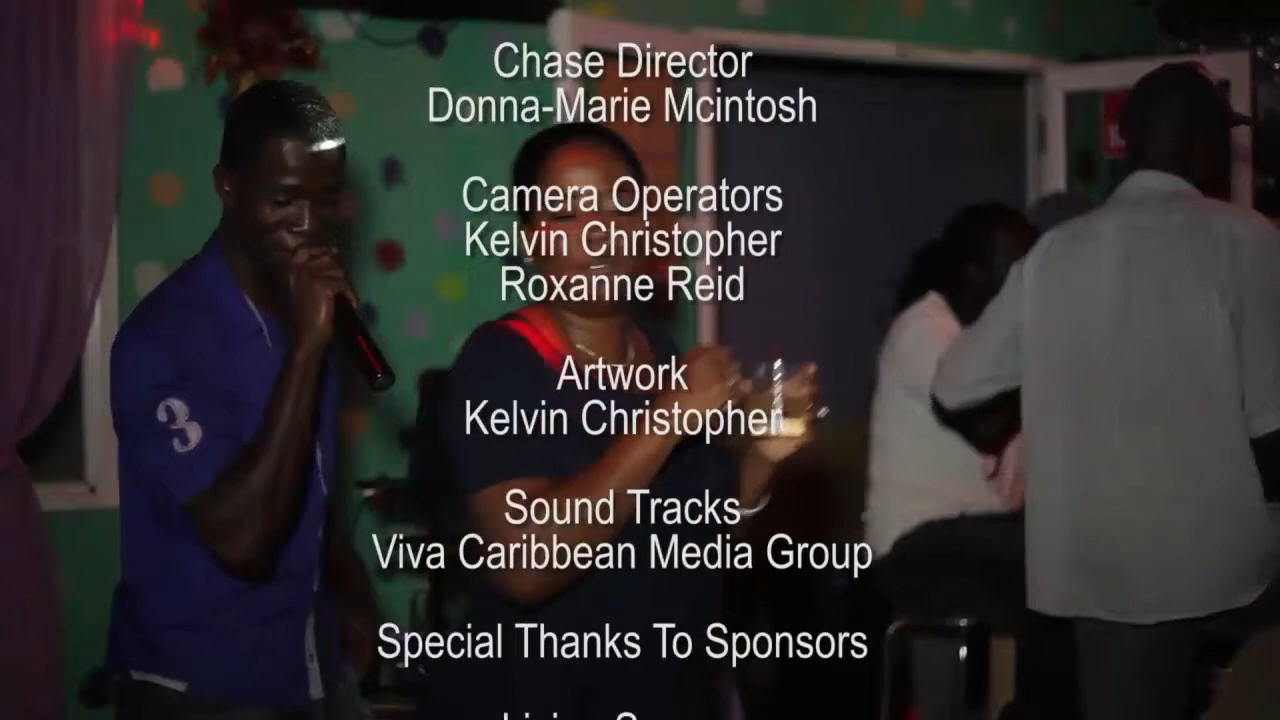 Chase Director
Donna-Marie Mcintosh
Camera Operators
Kelvin Christopher
Roxanne Reid
Artwork
Kelvin Christopher
3
Sound Tracks
Viva Caribbean Media Group
Special Thanks To Sponsors